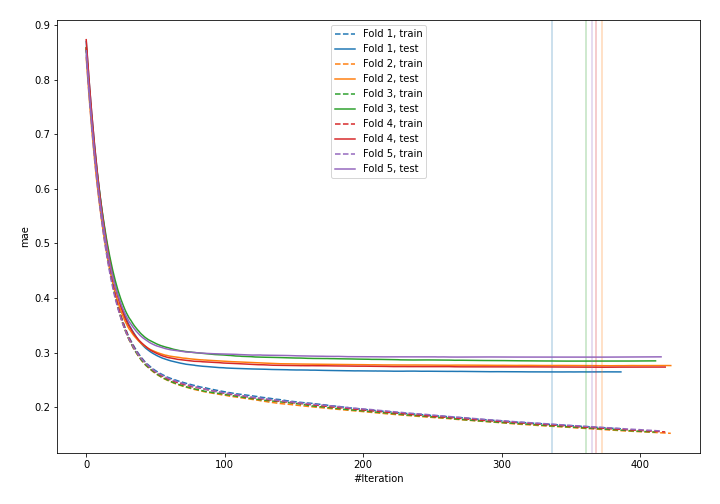 0.9
0.8
0.7
0.6
0.5
0.4
0.3
0.2
mae
Fold 1, train
Fold 1, test
Fold 2, train
Fold 2, test
Fold 3, train
Fold 3, test
Fold 4, train
Fold 4, test
Fold 5, train
Fold 5, test
0 100 200 300 400
#Iteration